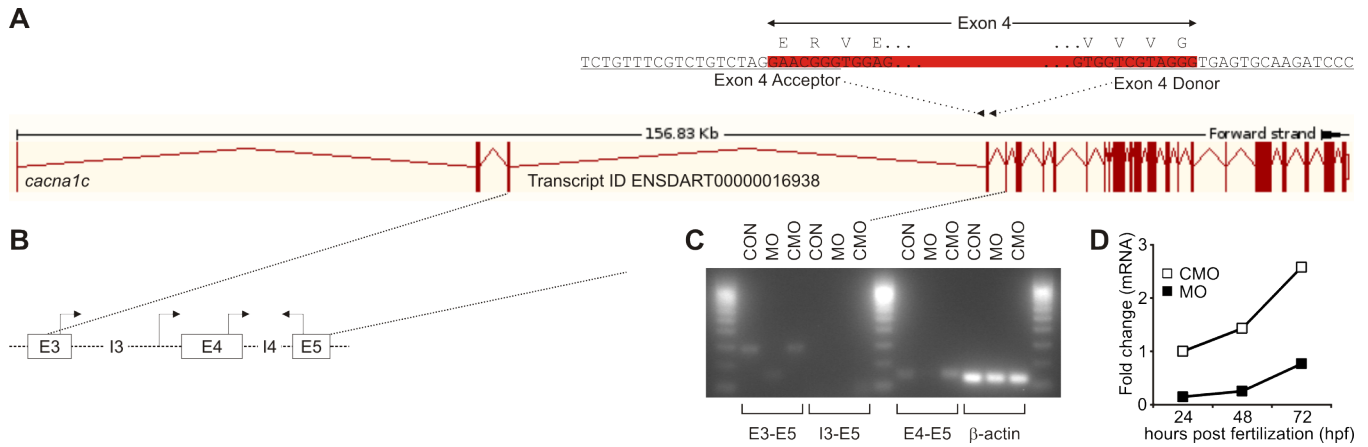 A
Exon 4
E R V E... ...V V V G
TCTGTTTCGTCTGTCTAGGAACGGGTGGAG... ...GTGGTCGTAGGGTGAGTGCAAGATCCC
Exon 4 Acceptor
Exon 4 Donor
156.83 Kb
Forward strand
cacna1c
Transcript ID ENSDART00000016938
B
E3
I3
E4
I4
E5
C
CON
MO
CMO
CON
MO
CMO
CON
MO
CMO
CON
MO
CMO
E3-E5
I3-E5
E4-E5
β-actin
D
Fold change (mRNA)
3
2
1
0
CMO
MO
24
48
72
hours post fertilization (hpf)